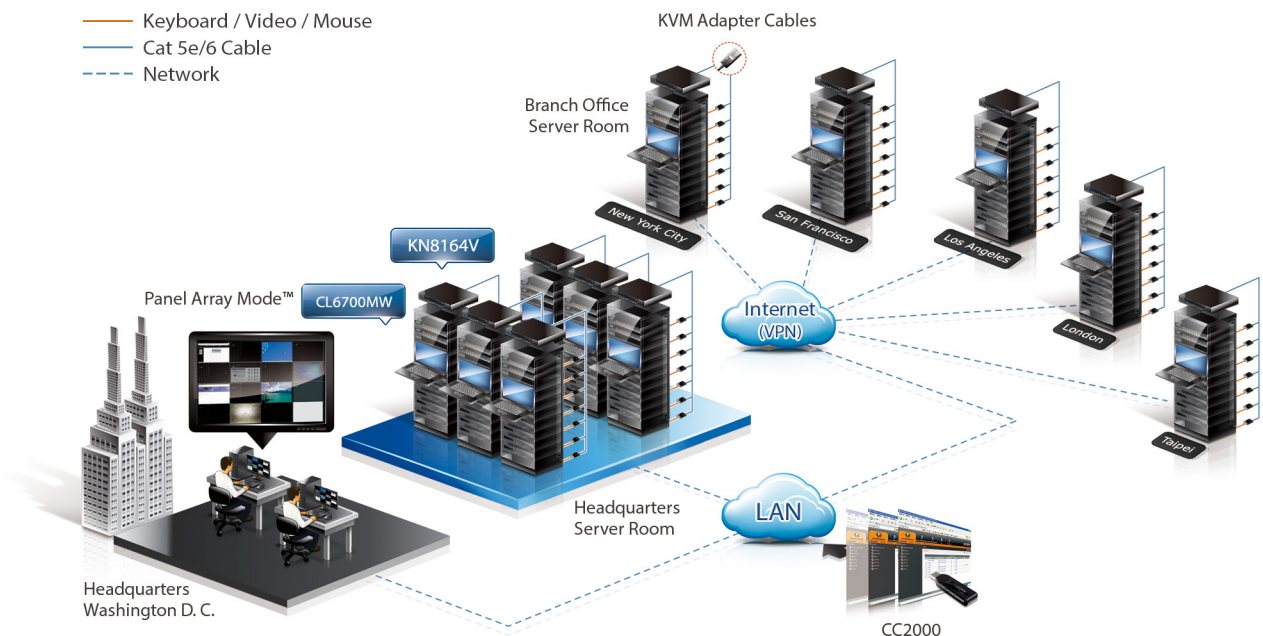 Keyboard / Video / Mouse
Cat 5e/6 Cable
Network
KVM Adapter Cables
Branch Office
Server Room
New York City
San Francisco
Los Angeles
London
Taipei
KN8164V
CL6700MW
Panel Array Mode™
Internet
(VPN)
Headquarters
Server Room
LAN
Headquarters
Washington D. C.
CC2000